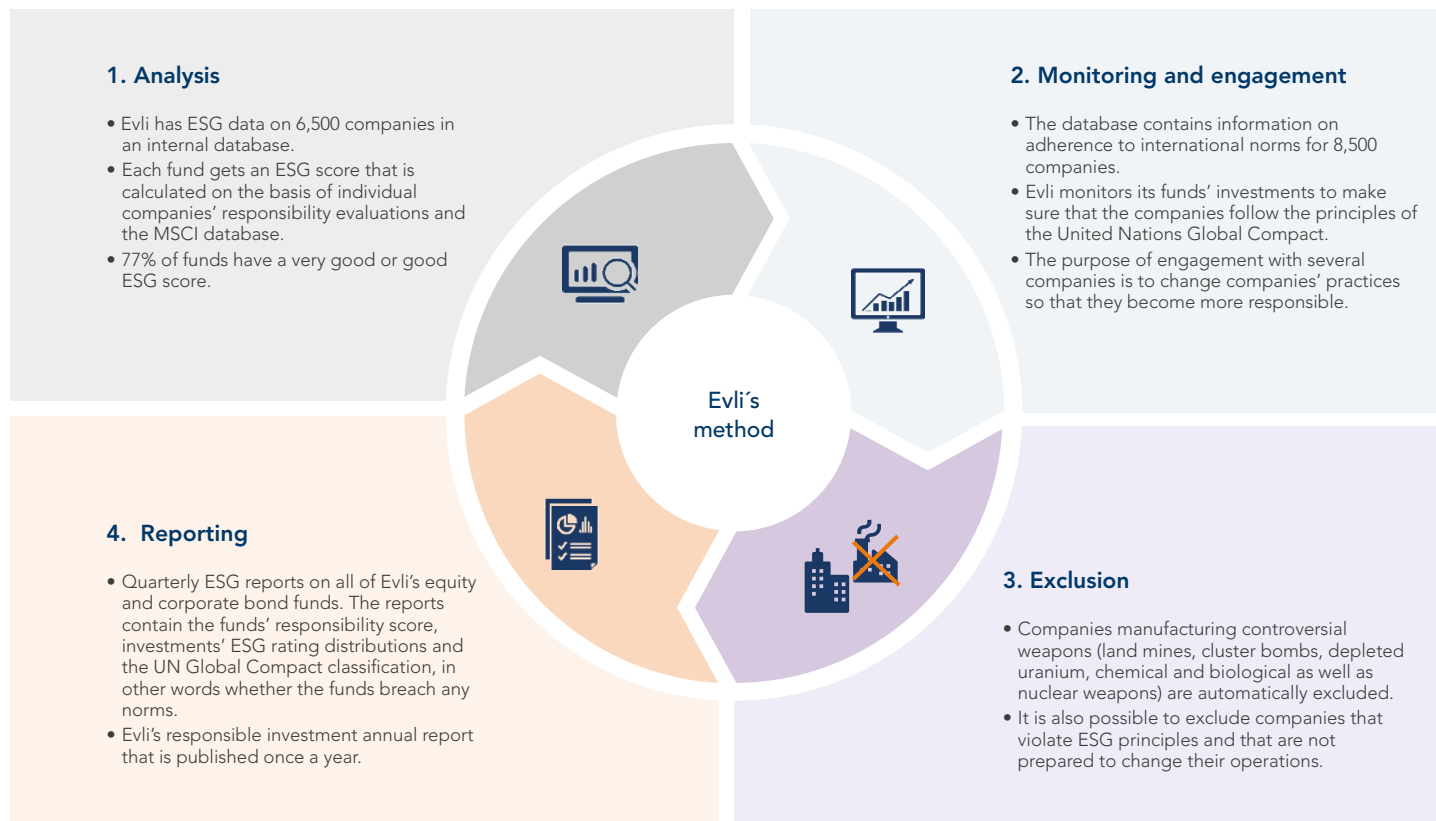 1. Analysis
• Evli has ESG data on 6,500 companies in
an internal database.
• Each fund gets an ESG score that is
calculated on the basis of individual
companies’ responsibility evaluations and
the MSCI database.
• 77% of funds have a very good or good
ESG score.
2. Monitoring and engagement
• The database contains information on
adherence to international norms for 8,500
companies.
• Evli monitors its funds’ investments to make
sure that the companies follow the principles of
the United Nations Global Compact.
• The purpose of engagement with several
companies is to change companies’ practices
so that they become more responsible.
Evli´s
method
3. Exclusion
• Companies manufacturing controversial
weapons (land mines, cluster bombs, depleted
uranium, chemical and biological as well as
nuclear weapons) are automatically excluded.
• It is also possible to exclude companies that
violate ESG principles and that are not
prepared to change their operations.
4. Reporting
• Quarterly ESG reports on all of Evli’s equity
and corporate bond funds. The reports
contain the funds’ responsibility score,
investments’ ESG rating distributions and
the UN Global Compact classification, in
other words whether the funds breach any
norms.
• Evli’s responsible investment annual report
that is published once a year.